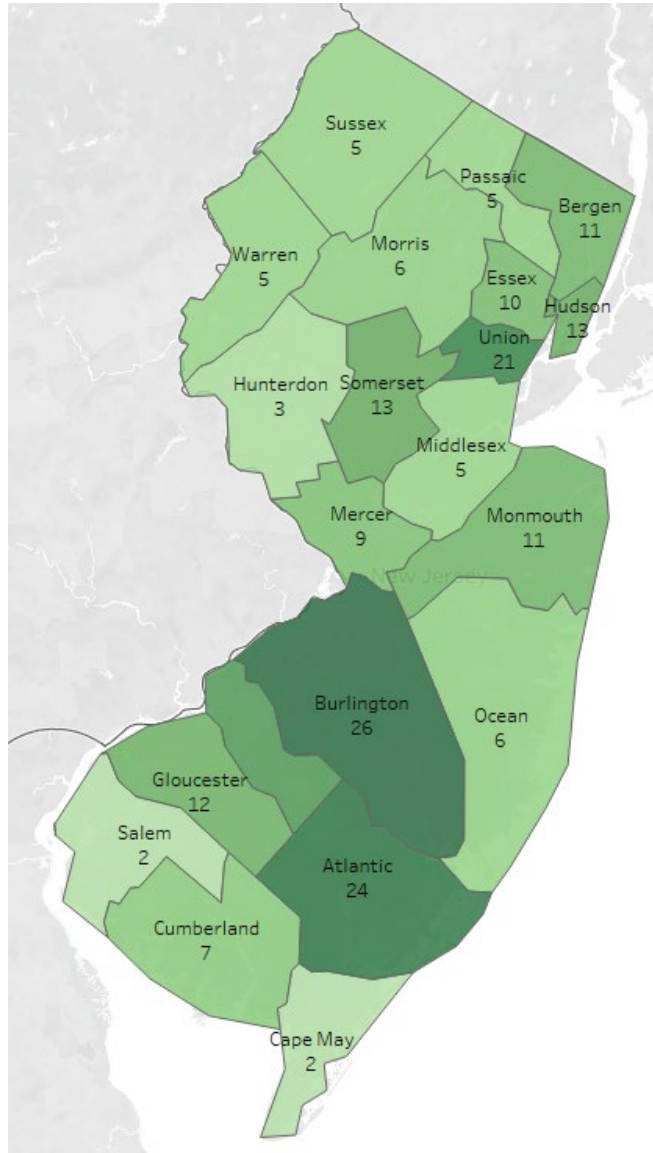 Sussex
5
Passaic
5
Bergen
11
Warren
5
Morris
6
Essex
10
Hudson
13
Union
21
Hunterdon
3
Somerset
13
Middlesex
5
Mercer
9
Monmouth
11
New Jersey
Burlington
26
Ocean
6
Gloucester
12
Salem
2
Atlantic
24
Cumberland
7
Cape May
2